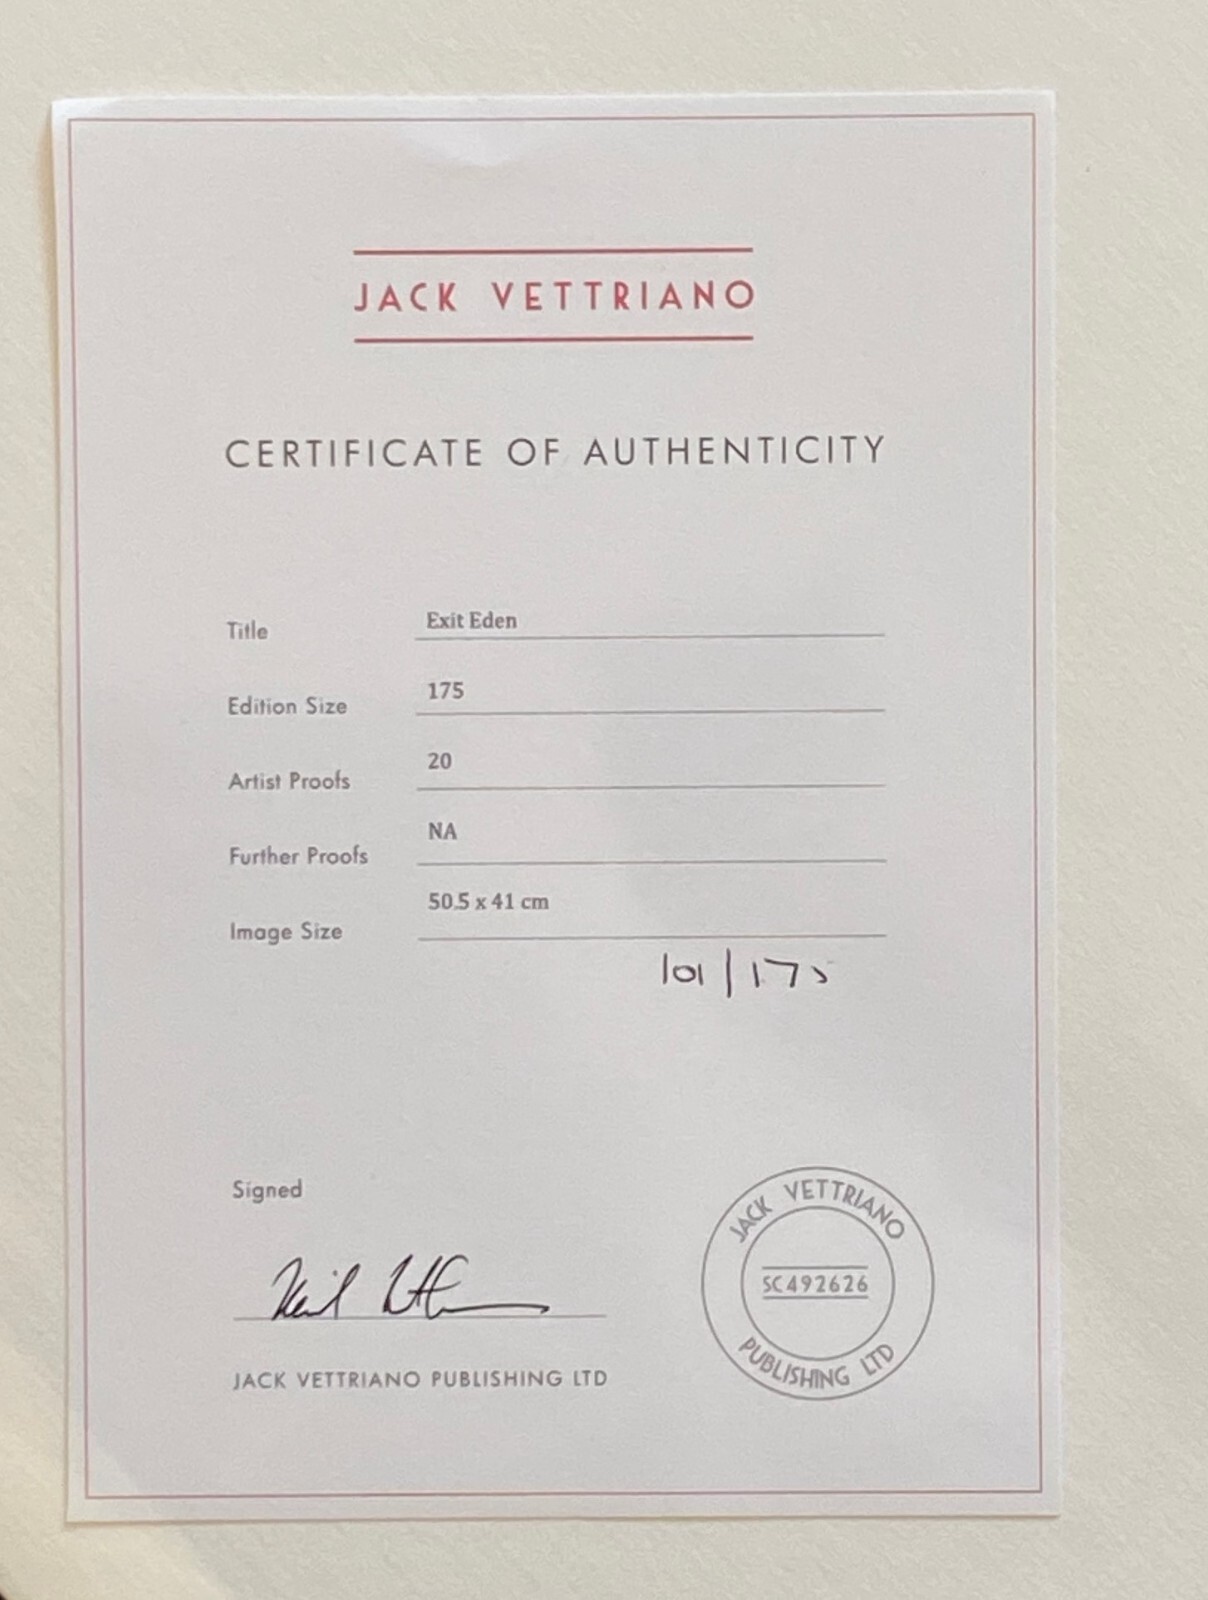 JACK VETTRIANO
CERTIFICATE OF AUTHENTICITY
Title Exit Eden
Edition Size 175
Artist Proofs 20
Further Proofs NA
Image Size 50.5 x 41 cm
101/175
Signed
JACK VETTRIANO PUBLISHING LTD
JACK VETTRIANO
SC492626
PUBLISHING LTD